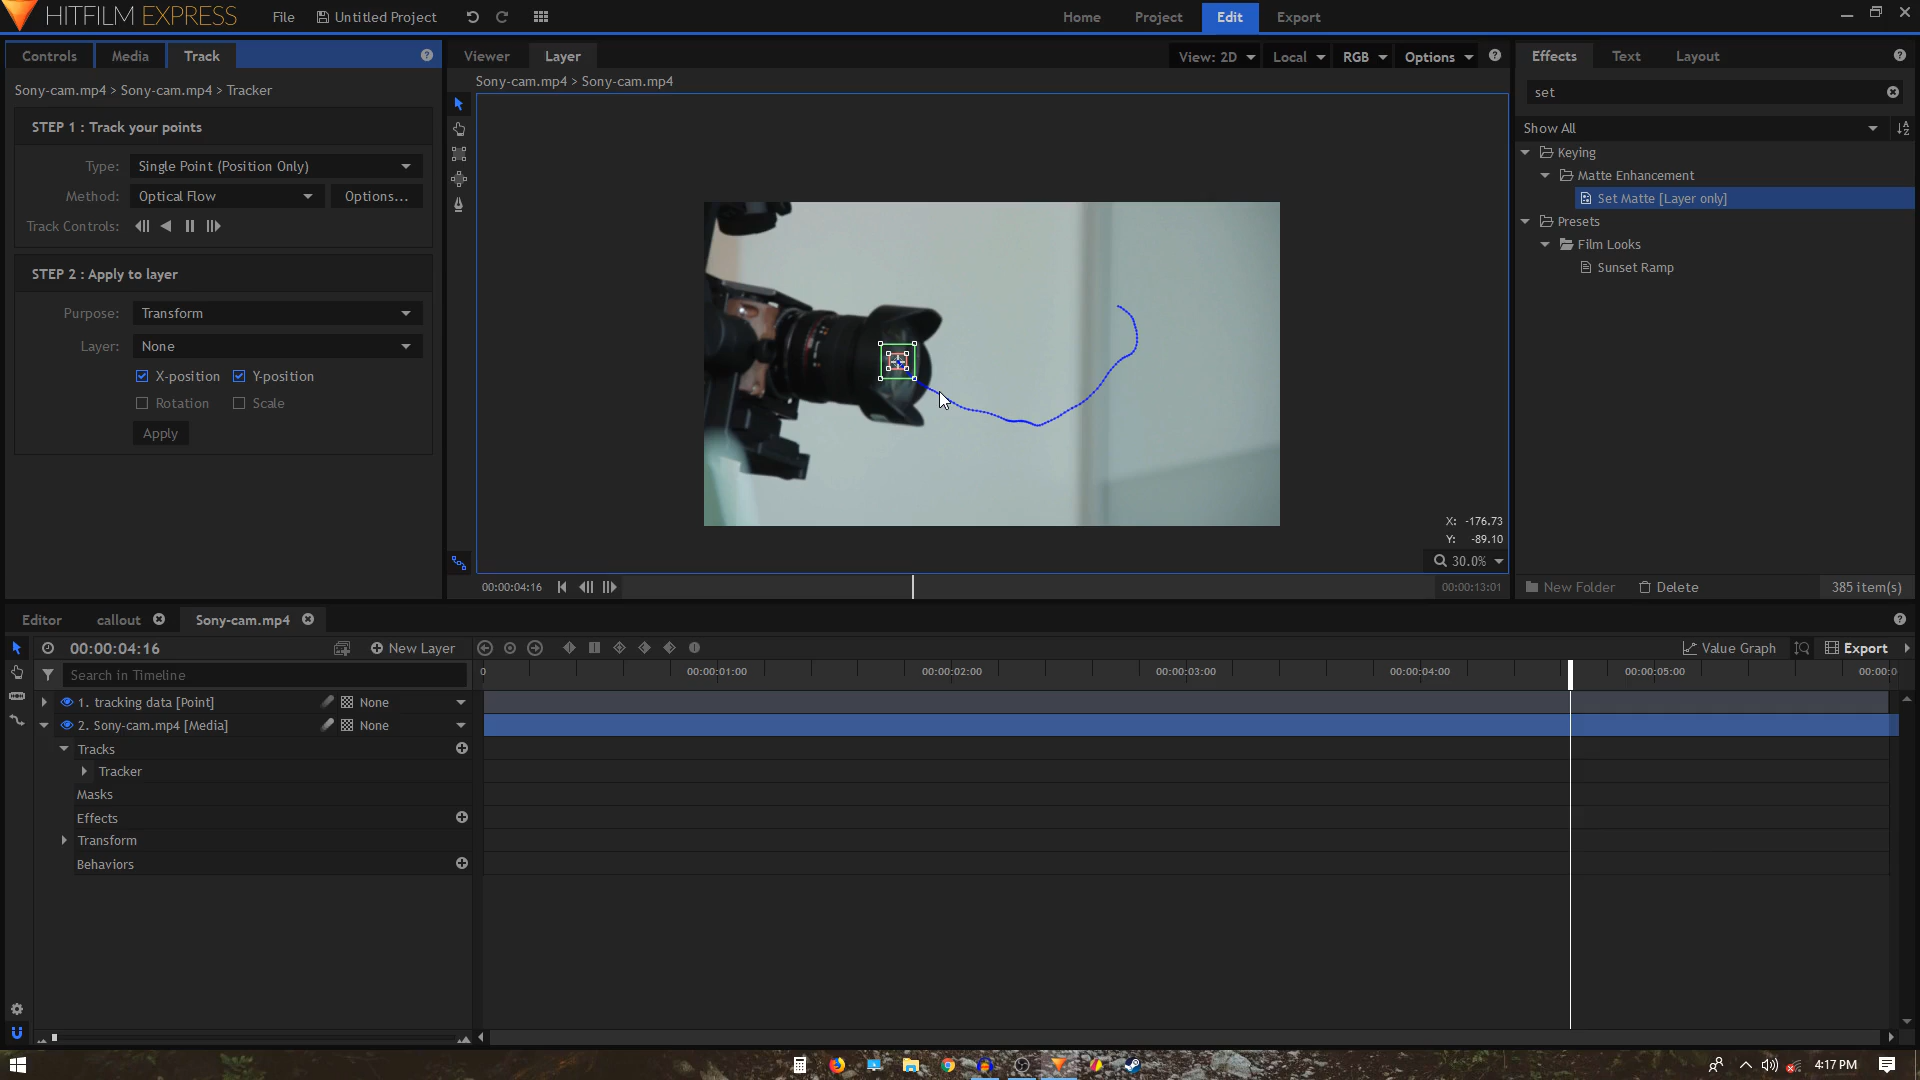 HITFILM EXPRESS
File
Untitled Project
Home
Project
Edit
Export
Controls
Media
Track
Sony-cam.mp4 > Sony-cam.mp4 > Tracker
STEP 1 : Track your points
Type: Single Point (Position Only)
Method: Optical Flow
Options...
Track Controls:
STEP 2 : Apply to layer
Purpose: Transform
Layer: None
X-position
Y-position
Rotation
Scale
Apply
Viewer
Layer
View: 2D
Local
RGB
Options
Sony-cam.mp4 > Sony-cam.mp4
X: -176.73
Y: -89.10
30.0%
00:00:04:16
00:00:13:01
Effects
Text
Layout
set
Show All
Keying
Matte Enhancement
Set Matte [Layer only]
Presets
Film Looks
Sunset Ramp
New Folder
Delete
385 item(s)
Editor
callout
Sony-cam.mp4
00:00:04:16
New Layer
Value Graph
Export
Search in Timeline
0
00:00:01:00
00:00:02:00
00:00:03:00
00:00:04:00
00:00:05:00
00:00:0
1. tracking data [Point]
None
2. Sony-cam.mp4 [Media]
None
Tracks
Tracker
Masks
Effects
Transform
Behaviors
4:17 PM